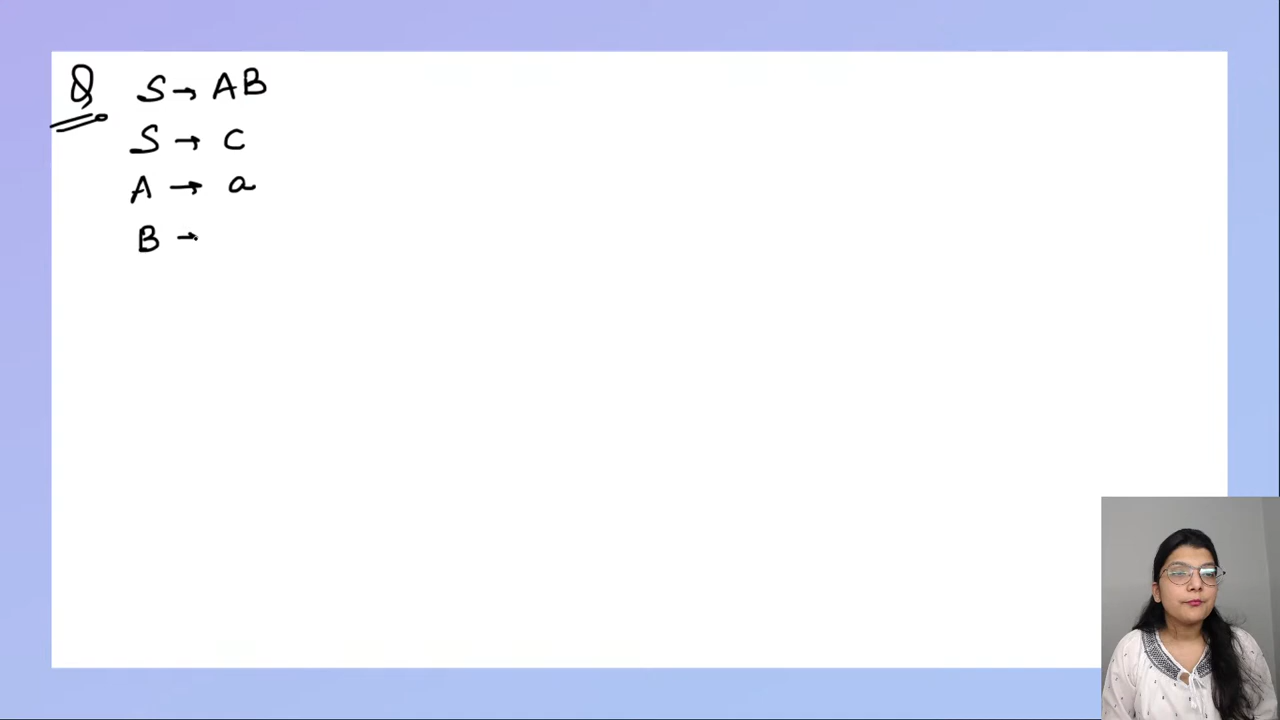 Q S → AB
S → C
A → a
B →